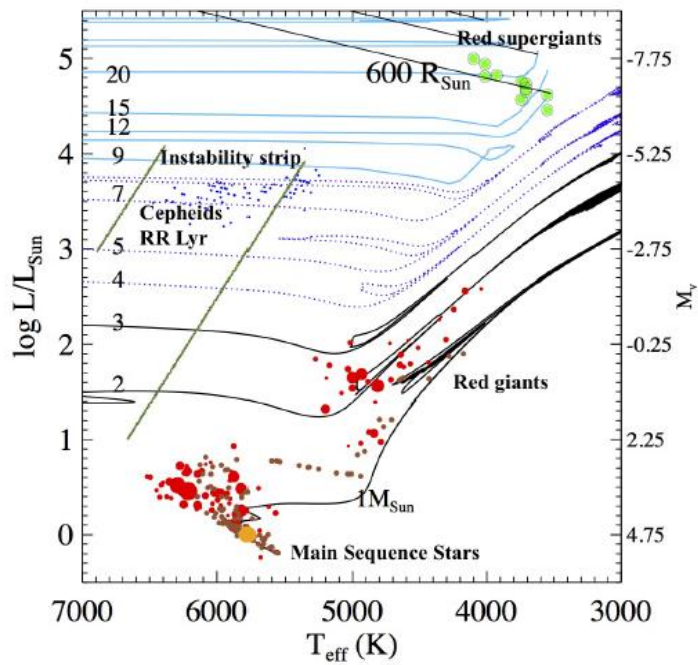 Red supergiants
600 R_Sun
5
20
15
12
4
9
Instability strip
7
Cepheids
RR Lyr
3
5
4
3
2
2
Red giants
1
1M_Sun
0
Main Sequence Stars
log L/L_Sun
-7.75
-5.25
-2.75
-0.25
2.25
4.75
M_v
7000 6000 5000 4000 3000
T_eff (K)